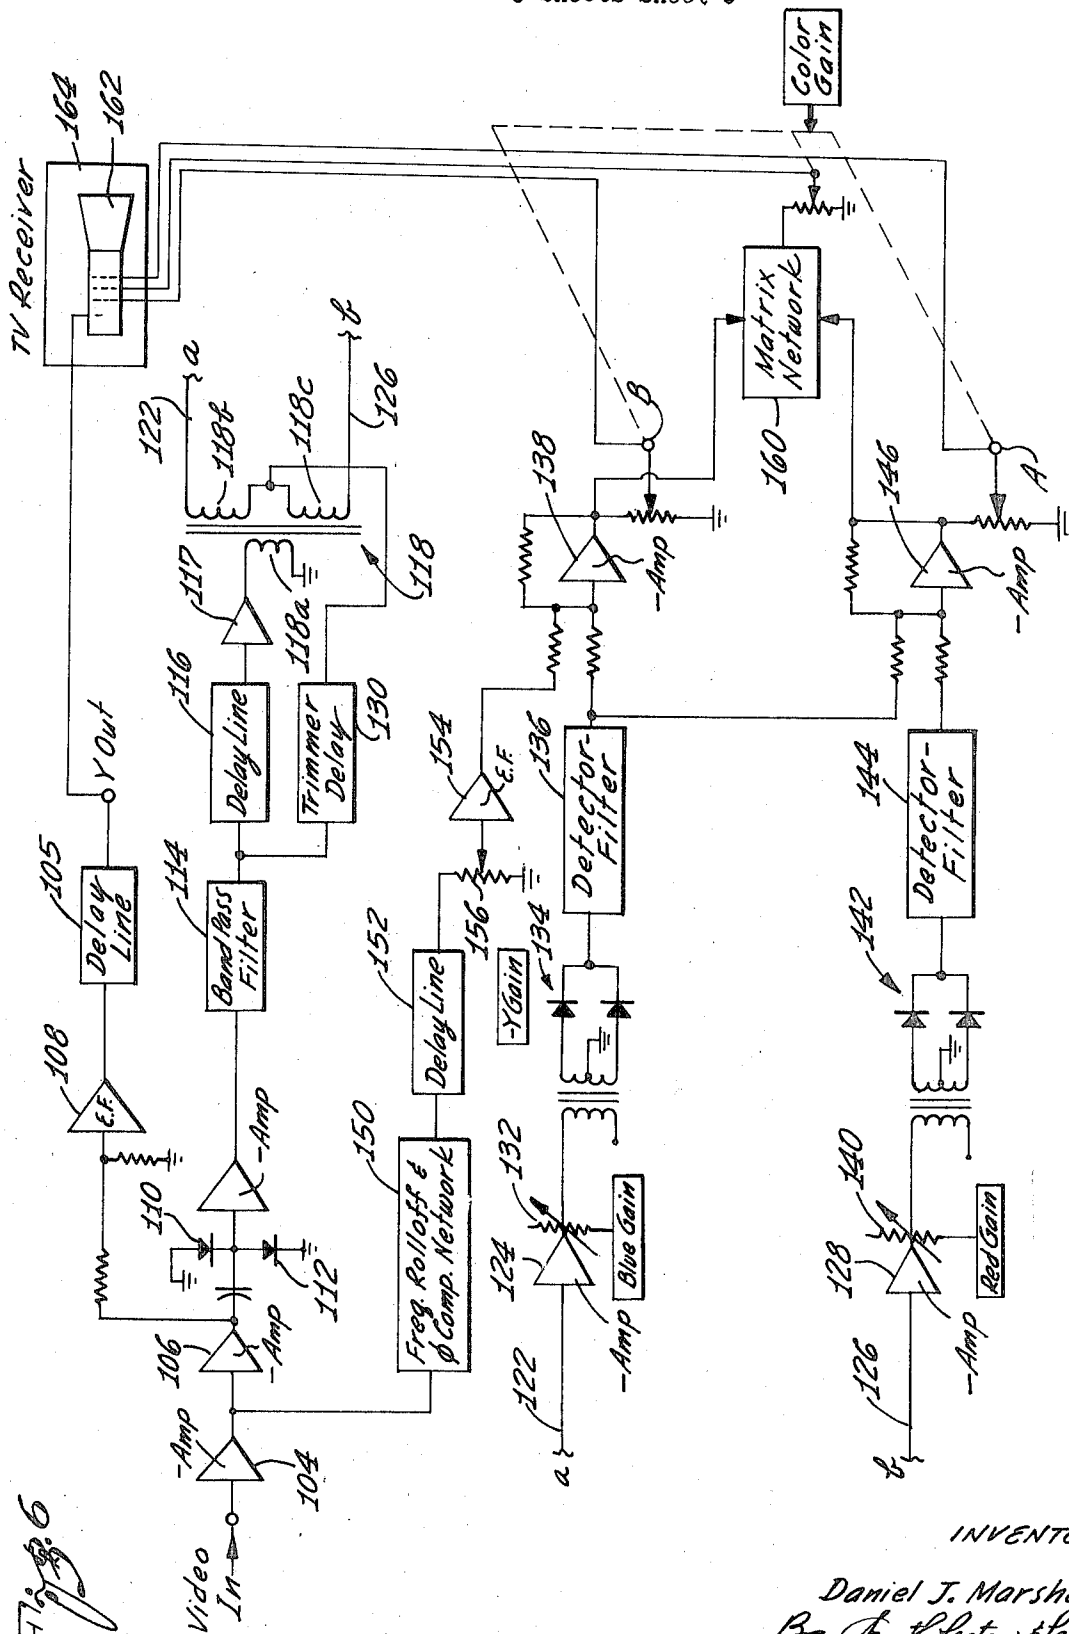 Fig. 6
TV Receiver
164
162
Video
In
-Amp
104
106
-Amp
108
E.F.
105
Delay
Line
Y Out
110
112
-Amp
114
Band Pass
Filter
116
Delay Line
117
118a
118
118b
118c
122
a
b
126
Trimmer
Delay
130
150
Freq. Rolloff &
ϕ Comp. Network
152
Delay Line
156
-Y Gain
154
E.F.
a
122
124
-Amp
132
Blue Gain
134
136
Detector-
Filter
138
-Amp
B
160
Matrix
Network
Color
Gain
b
126
128
-Amp
140
Red Gain
142
144
Detector-
Filter
146
-Amp
A
INVENTO
Daniel J. Marsha